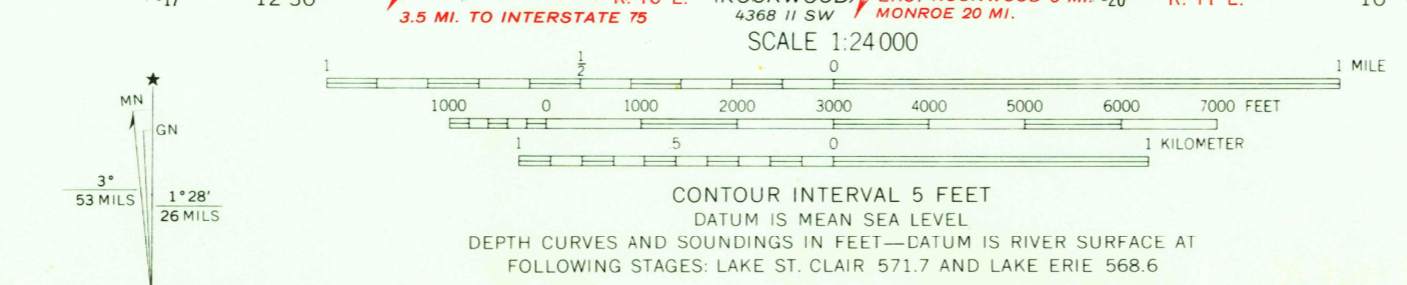 12'30"
3.5 MI. TO INTERSTATE 75
(ROCKWOOD)
4368 II SW
MONROE 20 MI.
SCALE 1:24 000
1 ½ 0 1 MILE
1000 0 1000 2000 3000 4000 5000 6000 7000 FEET
1 .5 0 1 KILOMETER
MN
GN
3°
53 MILS
1°28'
26 MILS
CONTOUR INTERVAL 5 FEET
DATUM IS MEAN SEA LEVEL
DEPTH CURVES AND SOUNDINGS IN FEET—DATUM IS RIVER SURFACE AT
FOLLOWING STAGES: LAKE ST. CLAIR 571.7 AND LAKE ERIE 568.6